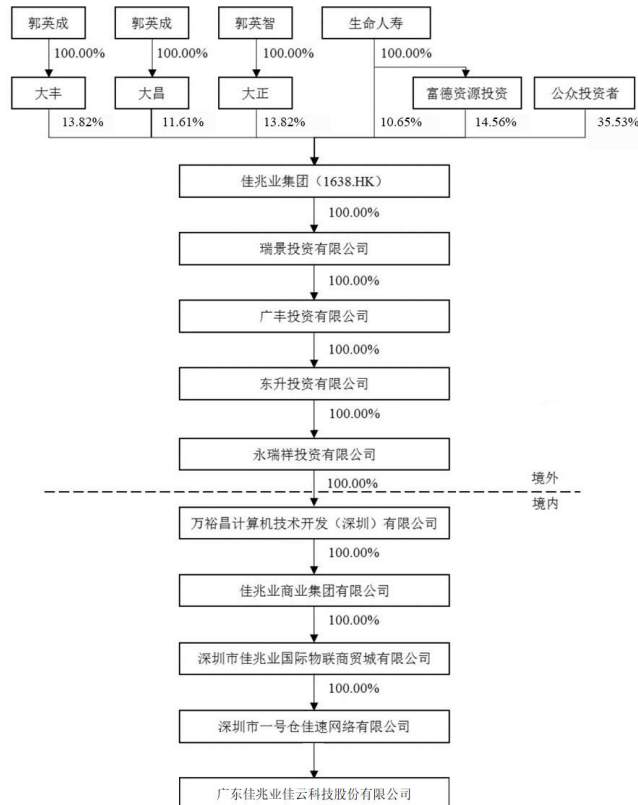 郭英成 郭英成 郭英智 生命人寿
100.00% 100.00% 100.00% 100.00%
大丰 大昌 大正 富德资源投资 公众投资者
13.82% 11.61% 13.82% 10.65% 14.56% 35.53%
佳兆业集团（1638.HK）
100.00%
瑞景投资有限公司
100.00%
广丰投资有限公司
100.00%
东升投资有限公司
100.00%
永瑞祥投资有限公司
100.00%
境外
境内
万裕昌计算机技术开发（深圳）有限公司
100.00%
佳兆业商业集团有限公司
100.00%
深圳市佳兆业国际物联商贸城有限公司
100.00%
深圳市一号仓佳速网络有限公司
广东佳兆业佳云科技股份有限公司